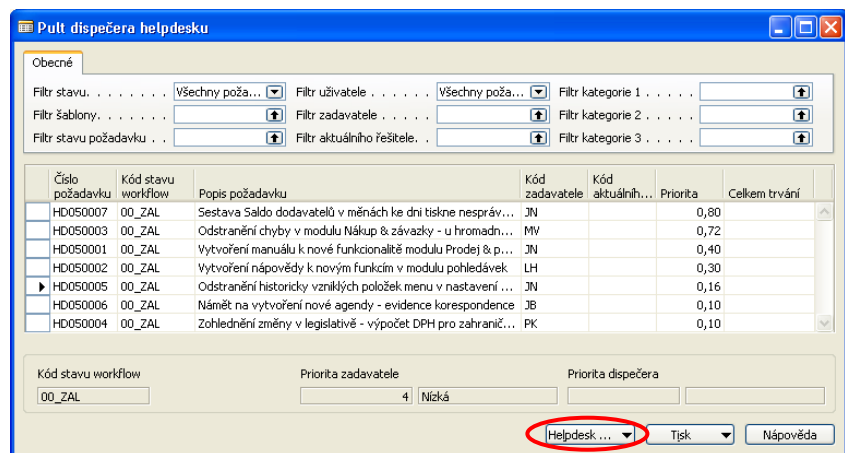 Pult dispečera helpdesku
Obecné
Filtr stavu. . . . . . . . Všechny poža... Filtr uživatele . . . . . . Všechny poža... Filtr kategorie 1 . . . . .
Filtr šablony. . . . . . . Filtr zadavatele . . . . . Filtr kategorie 2 . . . . .
Filtr stavu požadavku . . Filtr aktuálního řešitele. . Filtr kategorie 3 . . . . .
Číslo požadavku Kód stavu workflow Popis požadavku Kód zadavatele Kód aktuálníh... Priorita Celkem trvání
HD050007 00_ZAL Sestava Saldo dodavatelů v měnách ke dni tiskne nespráv... JN 0,80
HD050003 00_ZAL Odstranění chyby v modulu Nákup & závazky - u hromadn... MV 0,72
HD050001 00_ZAL Vytvoření manuálu k nové funkcionalitě modulu Prodej & p... JN 0,40
HD050002 00_ZAL Vytvoření nápovědy k novým funkcím v modulu pohledávek LH 0,30
HD050005 00_ZAL Odstranění historicky vzniklých položek menu v nastavení ... JN 0,16
HD050006 00_ZAL Námět na vytvoření nové agendy - evidence korespondence JB 0,10
HD050004 00_ZAL Zohlednění změny v legislativě - výpočet DPH pro zahranič... PK 0,10
Kód stavu workflow Priorita zadavatele Priorita dispečera
00_ZAL 4 Nízká
Helpdesk ... Tisk Nápověda